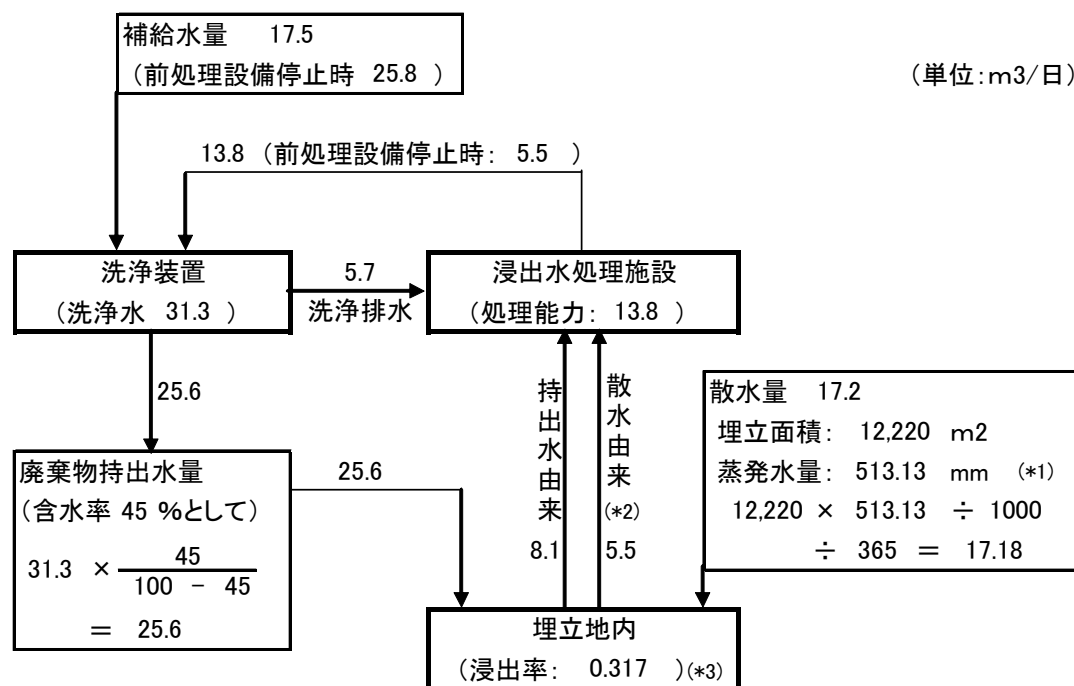 補給水量 17.5
（前処理設備停止時 25.8 ）
（単位：ｍ3/日）
13.8 （前処理設備停止時： 5.5 ）
洗浄装置
（洗浄水 31.3 ）
5.7
洗浄排水
浸出水処理施設
（処理能力： 13.8 ）
25.6
持出水由来
8.1
散水由来
(*2)
5.5
散水量 17.2
埋立面積： 12,220 ｍ2
蒸発水量： 513.13 mm (*1)
12,220 × 513.13 ÷ 1000
÷ 365 ＝ 17.18
廃棄物持出水量
（含水率 45 %として）
31.3 × 45
100 － 45
＝ 25.6
25.6
埋立地内
（浸出率： 0.317 ）(*3)